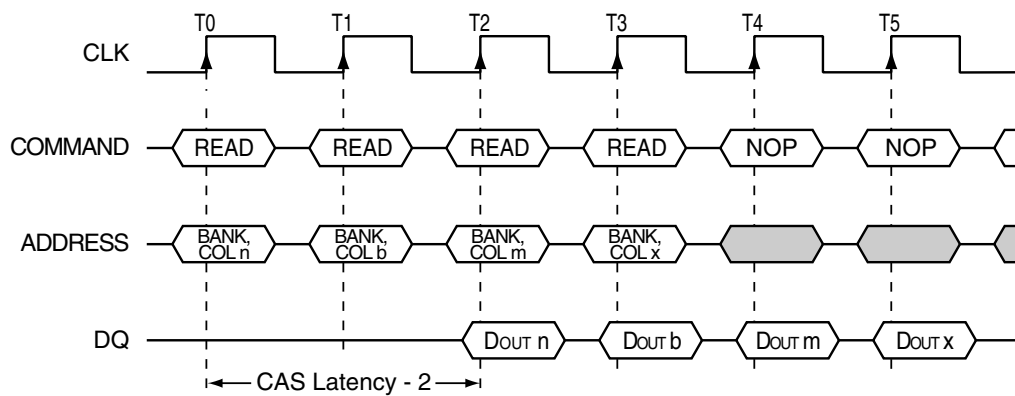 T0 T1 T2 T3 T4 T5
CLK
COMMAND READ READ READ READ NOP NOP
ADDRESS BANK, COL n BANK, COL b BANK, COL m BANK, COL x
DQ DOUT n DOUT b DOUT m DOUT x
CAS Latency - 2